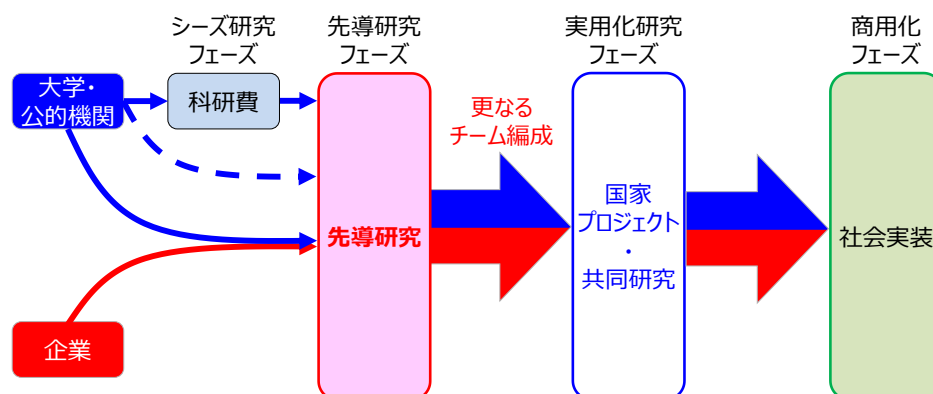 シーズ研究
フェーズ
先導研究
フェーズ
実用化研究
フェーズ
商用化
フェーズ
大学・
公的機関
科研費
更なる
チーム編成
先導研究
国家
プロジェクト
・
共同研究
社会実装
企業